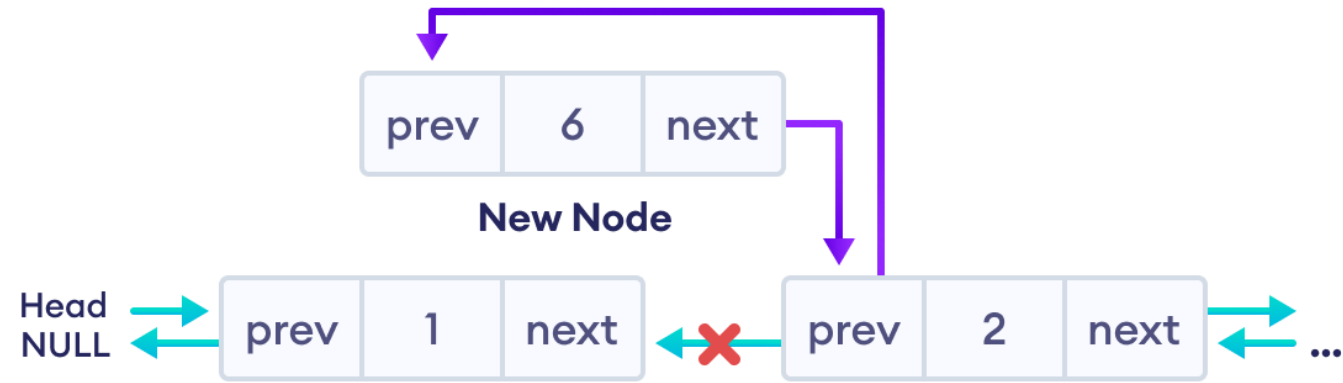 prev 6 next
New Node
Head
NULL
prev 1 next
prev 2 next
...